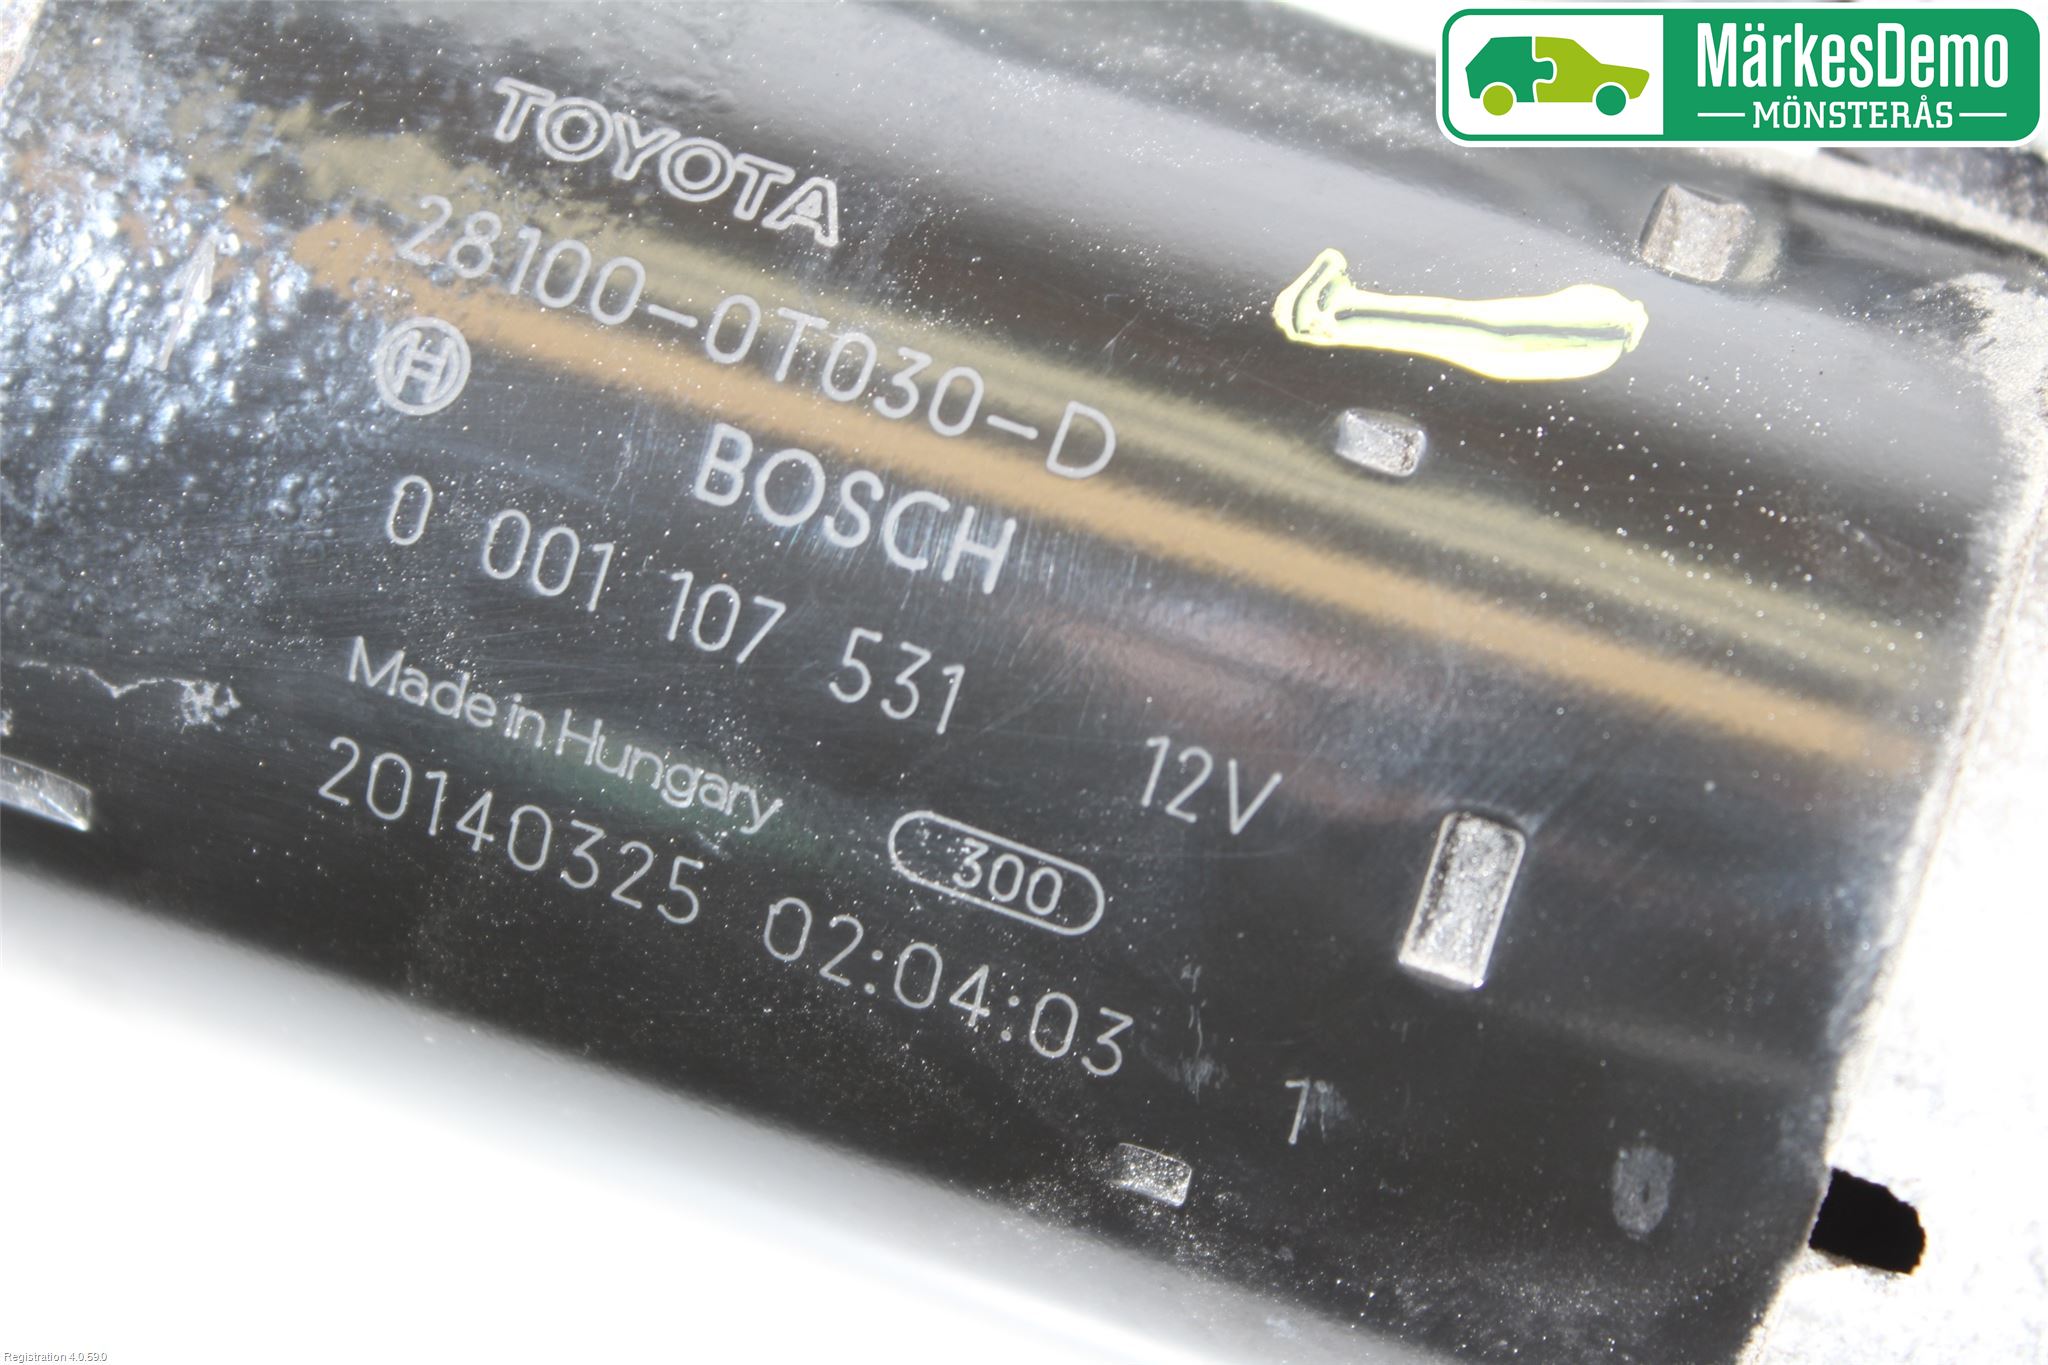 MärkesDemo
MÖNSTERÅS
TOYOTA
28100-0T030-D
H BOSCH
0 001 107 531
12V
Made in Hungary
300
20140325 02:04:03
1
Registration 4.0.59.0